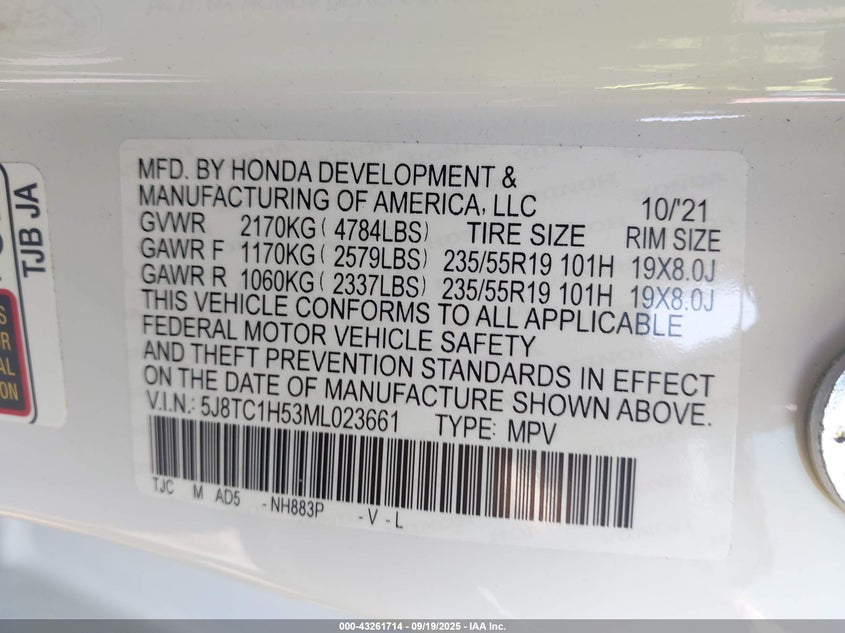 MFD. BY HONDA DEVELOPMENT &
MANUFACTURING OF AMERICA, LLC 10/'21
GVWR 2170KG ( 4784LBS) TIRE SIZE RIM SIZE
GAWR F 1170KG ( 2579LBS) 235/55R19 101H 19X8.0J
GAWR R 1060KG ( 2337LBS) 235/55R19 101H 19X8.0J
THIS VEHICLE CONFORMS TO ALL APPLICABLE
FEDERAL MOTOR VEHICLE SAFETY
AND THEFT PREVENTION STANDARDS IN EFFECT
ON THE DATE OF MANUFACTURE SHOWN ABOVE.
V.I.N.: 5J8TC1H53ML023661 TYPE: MPV
TJC M AD5 -NH883P -V-L
TJB JA
000-43261714 - 09/19/2025 - IAA Inc.